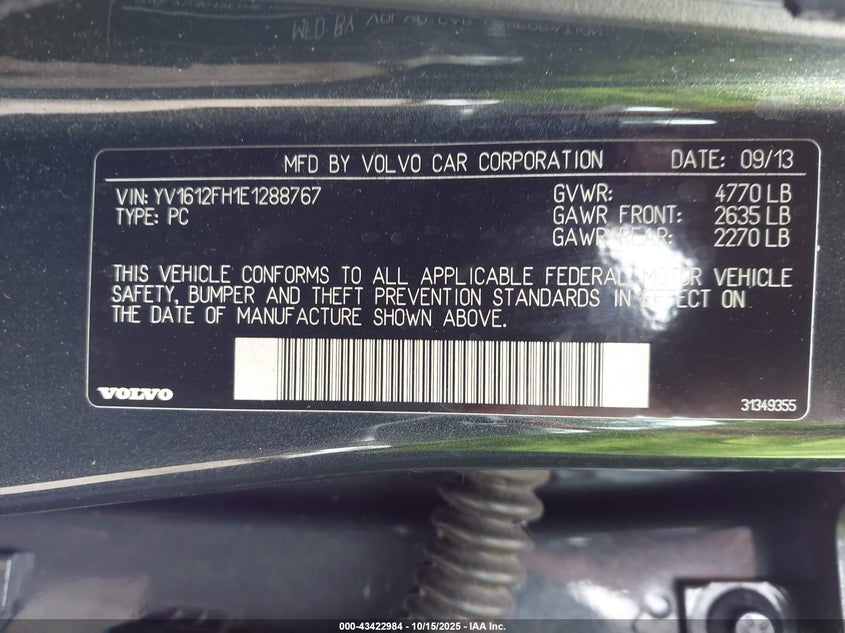 MFD BY VOLVO CAR CORPORATION DATE: 09/13
VIN: YV1612FH1E1288767 GVWR: 4770 LB
TYPE: PC GAWR FRONT: 2635 LB
GAWR REAR: 2270 LB
THIS VEHICLE CONFORMS TO ALL APPLICABLE FEDERAL MOTOR VEHICLE
SAFETY, BUMPER AND THEFT PREVENTION STANDARDS IN EFFECT ON
THE DATE OF MANUFACTURE SHOWN ABOVE.
VOLVO 31349355
000-43422984 - 10/15/2025 - IAA Inc.